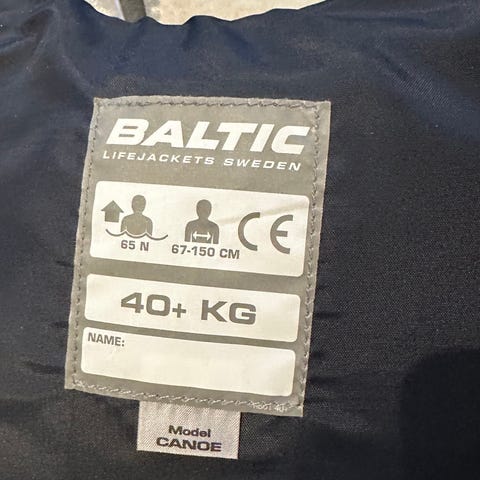 BALTIC
LIFEJACKETS SWEDEN
65 N 67-150 CM CE
40+ KG
NAME:
Model
CANOE